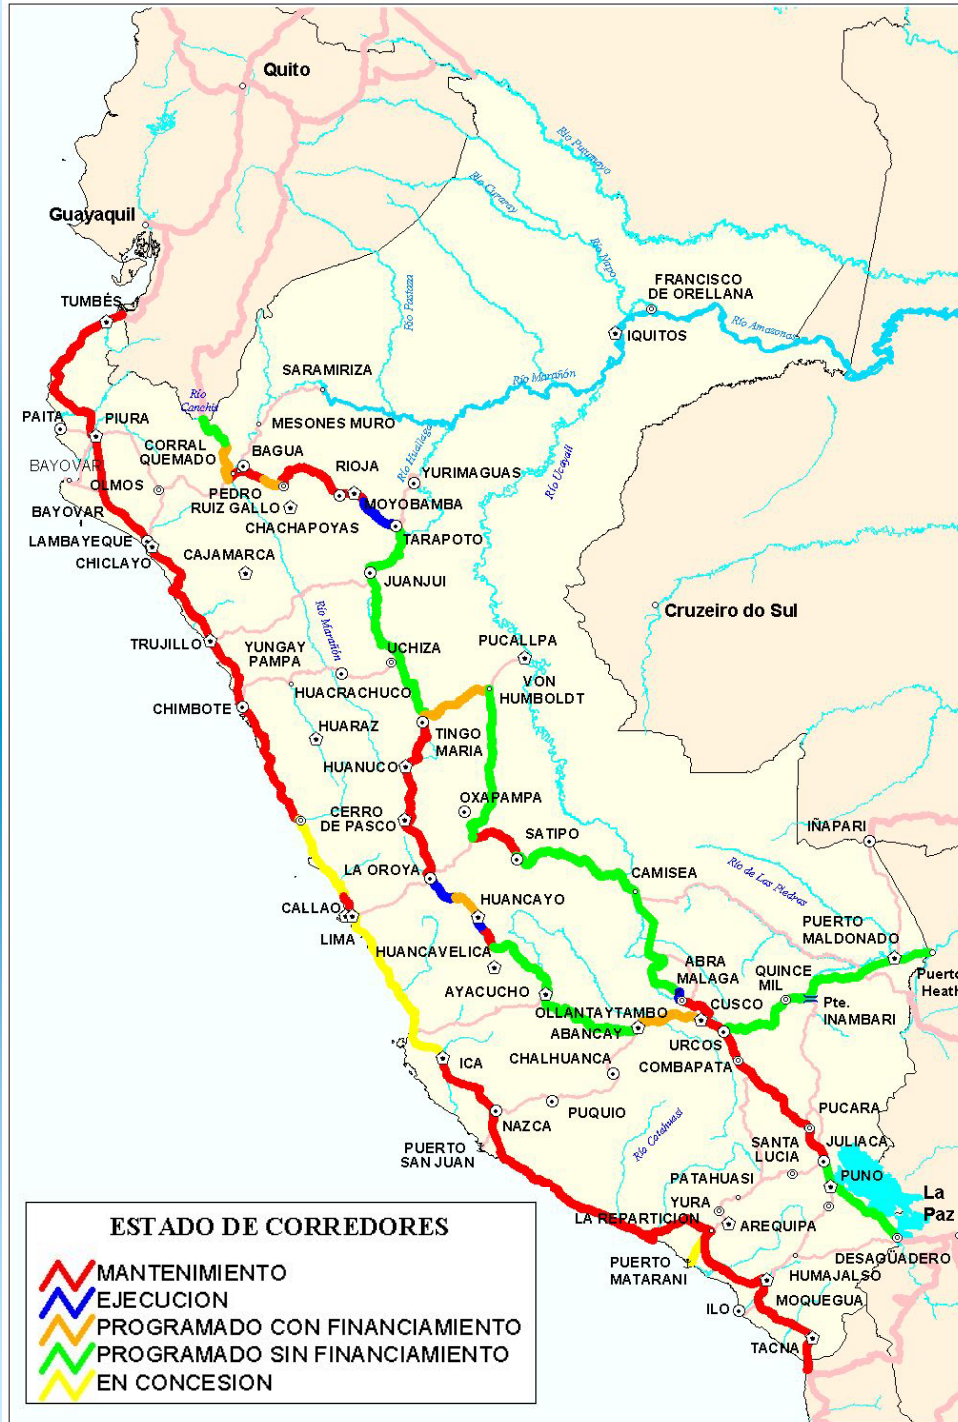 Quito
Río Putumayo
Río Curaray
Guayaquil
Río Napo
Río Pastaza
FRANCISCO
DE ORELLANA
TUMBÉS
Río Amazonas
IQUITOS
SARAMIRIZA
Río Marañón
Río
Canchis
PAITA
PIURA
MESONES MURO
CORRAL
QUEMADO
BAGUA
RIOJA
Río Huallaga
YURIMAGUAS
Río Ucayali
BAYOVAR
OLMOS
PEDRO
RUIZ GALLO
MOYOBAMBA
BAYOVAR
CHACHAPOYAS
TARAPOTO
LAMBAYEQUE
CHICLAYO
CAJAMARCA
JUANJUI
Río Marañón
Cruzeiro do Sul
TRUJILLO
YUNGAY
PAMPA
UCHIZA
PUCALLPA
HUACRACHUCO
VON
HUMBOLDT
CHIMBOTE
HUARAZ
TINGO
MARIA
HUANUCO
OXAPAMPA
CERRO
DE PASCO
SATIPO
IÑAPARI
LA OROYA
CAMISEA
Río de Las Piedras
CALLAO
HUANCAYO
LIMA
PUERTO
MALDONADO
HUANCAVELICA
ABRA
MALAGA
QUINCE
MIL
Puerto
Heath
AYACUCHO
OLLANTAYTAMBO
CUSCO
Pte.
INAMBARI
ABANCAY
URCOS
ICA
CHALHUANCA
COMBAPATA
PUQUIO
NAZCA
PUCARA
Río Cotahuasi
PUERTO
SAN JUAN
SANTA
LUCIA
JULIACA
PATAHUASI
PUNO
La
Paz
YURA
LA REPARTICION
AREQUIPA
PUERTO
MATARANI
DESAGUADERO
HUMAJALSO
MOQUEGUA
ILO
TACNA
ESTADO DE CORREDORES
MANTENIMIENTO
EJECUCION
PROGRAMADO CON FINANCIAMIENTO
PROGRAMADO SIN FINANCIAMIENTO
EN CONCESION